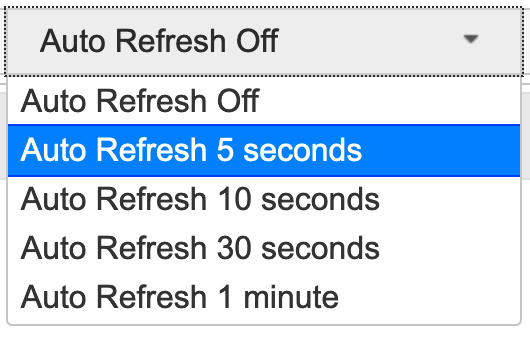 Auto Refresh Off
Auto Refresh Off
Auto Refresh 5 seconds
Auto Refresh 10 seconds
Auto Refresh 30 seconds
Auto Refresh 1 minute